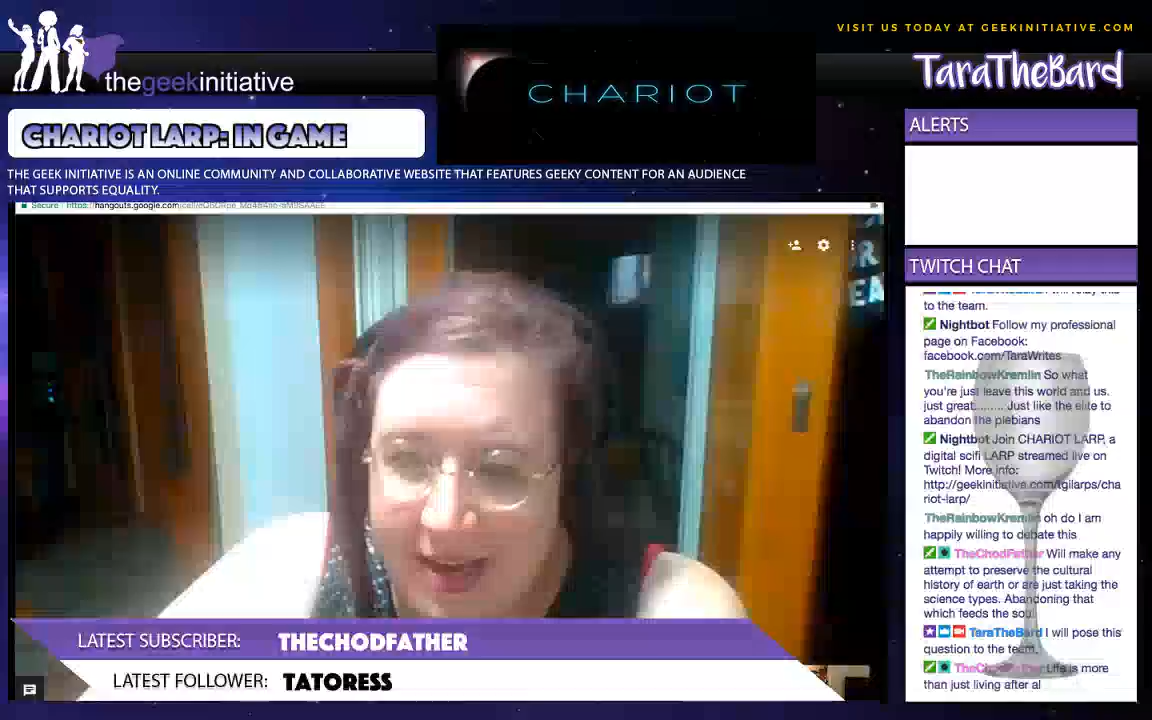 VISIT US TODAY AT GEEKINITIATIVE.COM
thegeekinitiative
CHARIOT
TaraTheBard
CHARIOT LARP: IN GAME
THE GEEK INITIATIVE IS AN ONLINE COMMUNITY AND COLLABORATIVE WEBSITE THAT FEATURES GEEKY CONTENT FOR AN AUDIENCE
THAT SUPPORTS EQUALITY.
Secure https://hangouts.google.com
LATEST SUBSCRIBER: THECHODFATHER
LATEST FOLLOWER: TATORESS
ALERTS
TWITCH CHAT
to the team.
Nightbot Follow my professional
page on Facebook:
facebook.com/TaraWrites
TheRainbowKremlin So what
you're just leave this world and us.
just great......... Just like the elite to
abandon the plebians
Nightbot Join CHARIOT LARP, a
digital scifi LARP streamed live on
Twitch! More info:
http://geekinitiative.com/tgilarps/cha
riot-larp/
TheRainbowKremlin oh do I am
happily willing to debate this
TheChodFather Will make any
attempt to preserve the cultural
history of earth or are just taking the
science types. Abandoning that
which feeds the soul
TaraTheBard I will pose this
question to the team.
TheChodFather Life is more
than just living after al